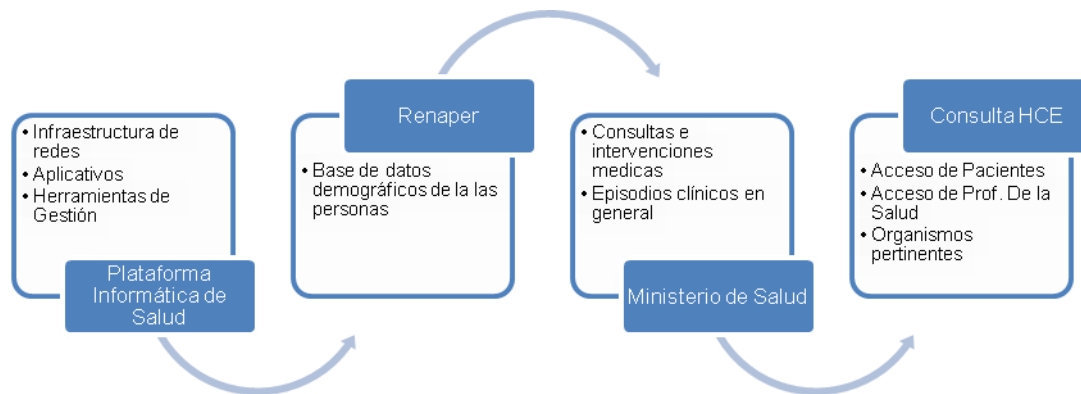 • Infraestructura de
redes
• Aplicativos
• Herramientas de
Gestión
Plataforma
Informática de
Salud
Renaper
• Base de datos
demográficos de la las
personas
• Consultas e
intervenciones
medicas
• Episodios clínicos en
general
Ministerio de Salud
Consulta HCE
• Acceso de Pacientes
• Acceso de Prof. De la
Salud
• Organismos
pertinentes